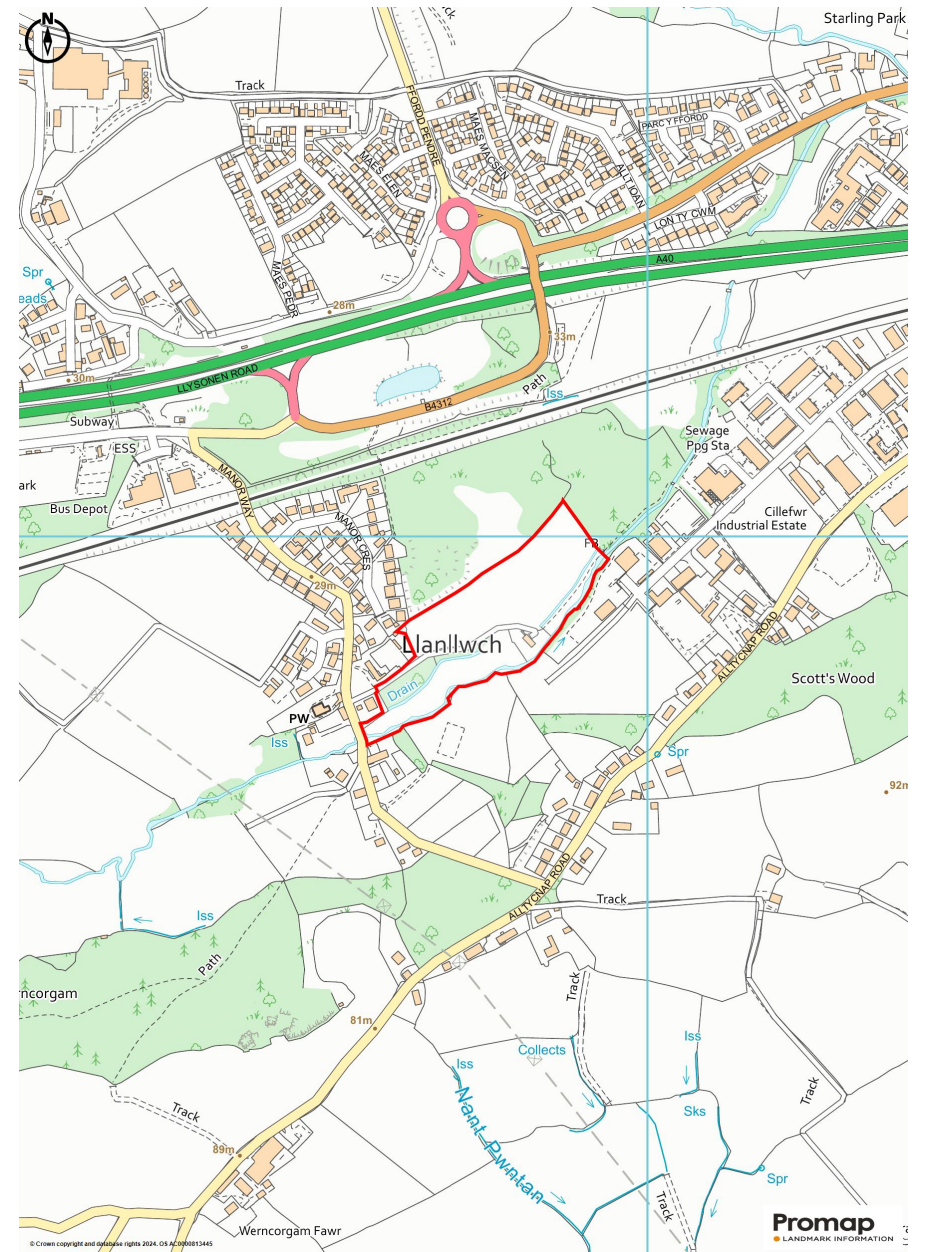 N
Starling Park
ck
Track
FFORDD PENDRE
MAES MACSEN
PARC Y FFORDD
MAES ELEN
ALLT IOAN
LON TY CWM
MAES PEDR
A40
Spr
eads
28m
33m
30m
LLYSONEN ROAD
Path
Iss
B4312
Subway
ESS
Sewage
Ppg Sta
ark
MANOR WAY
Bus Depot
MANOR CRES
Cillefwr
Industrial Estate
FB
29m
Llanllwch
ALLTYCNAP ROAD
Scott's Wood
Drain
PW
Iss
Spr
92m
ALLTYCNAP ROAD
Track
Iss
Path
rncorgam
Track
81m
Iss
Collects
Iss
Nant Pwntan
Sks
Track
Track
89m
Spr
Track
Werncorgam Fawr
Promap
LANDMARK INFORMATION
© Crown copyright and database rights 2024. OS AC0000813445